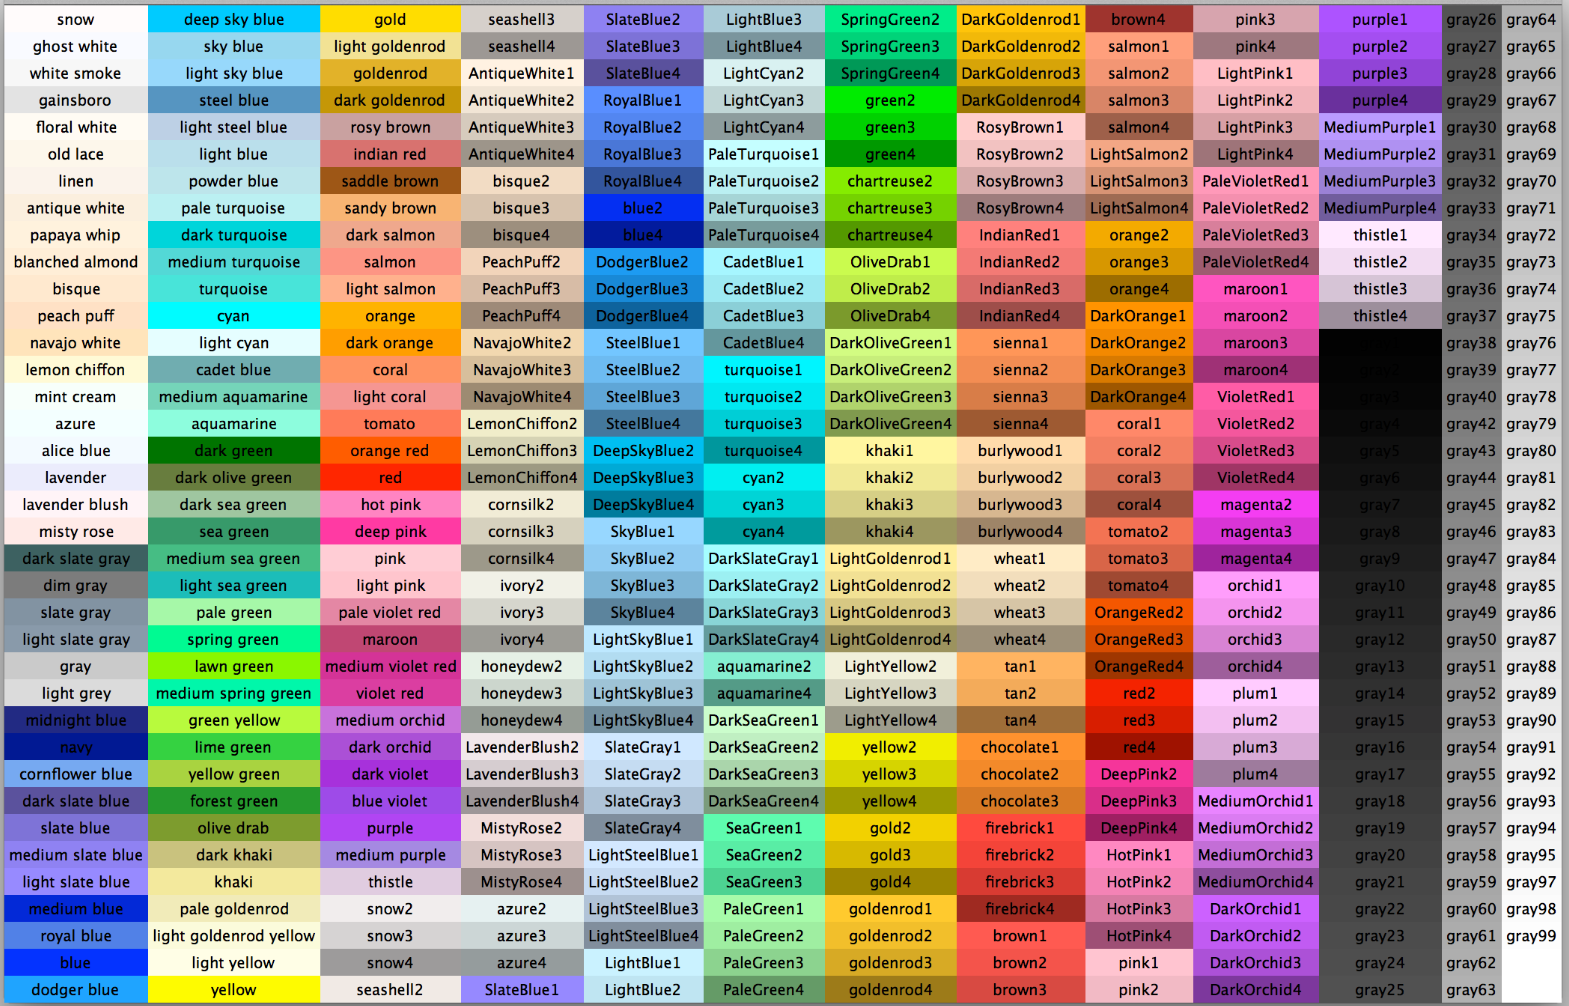 snow deep sky blue gold seashell3 SlateBlue2 LightBlue3 SpringGreen2 DarkGoldenrod1 brown4 pink3 purple1 gray26 gray64
ghost white sky blue light goldenrod seashell4 SlateBlue3 LightBlue4 SpringGreen3 DarkGoldenrod2 salmon1 pink4 purple2 gray27 gray65
white smoke light sky blue goldenrod AntiqueWhite1 SlateBlue4 LightCyan2 SpringGreen4 DarkGoldenrod3 salmon2 LightPink1 purple3 gray28 gray66
gainsboro steel blue dark goldenrod AntiqueWhite2 RoyalBlue1 LightCyan3 green2 DarkGoldenrod4 salmon3 LightPink2 purple4 gray29 gray67
floral white light steel blue rosy brown AntiqueWhite3 RoyalBlue2 LightCyan4 green3 RosyBrown1 salmon4 LightPink3 MediumPurple1 gray30 gray68
old lace light blue indian red AntiqueWhite4 RoyalBlue3 PaleTurquoise1 green4 RosyBrown2 LightSalmon2 LightPink4 MediumPurple2 gray31 gray69
linen powder blue saddle brown bisque2 RoyalBlue4 PaleTurquoise2 chartreuse2 RosyBrown3 LightSalmon3 PaleVioletRed1 MediumPurple3 gray32 gray70
antique white pale turquoise sandy brown bisque3 blue2 PaleTurquoise3 chartreuse3 RosyBrown4 LightSalmon4 PaleVioletRed2 MediumPurple4 gray33 gray71
papaya whip dark turquoise dark salmon bisque4 blue4 PaleTurquoise4 chartreuse4 IndianRed1 orange2 PaleVioletRed3 thistle1 gray34 gray72
blanched almond medium turquoise salmon PeachPuff2 DodgerBlue2 CadetBlue1 OliveDrab1 IndianRed2 orange3 PaleVioletRed4 thistle2 gray35 gray73
bisque turquoise light salmon PeachPuff3 DodgerBlue3 CadetBlue2 OliveDrab2 IndianRed3 orange4 maroon1 thistle3 gray36 gray74
peach puff cyan orange PeachPuff4 DodgerBlue4 CadetBlue3 OliveDrab4 IndianRed4 DarkOrange1 maroon2 thistle4 gray37 gray75
navajo white light cyan dark orange NavajoWhite2 SteelBlue1 CadetBlue4 DarkOliveGreen1 sienna1 DarkOrange2 maroon3 gray38 gray76
lemon chiffon cadet blue coral NavajoWhite3 SteelBlue2 turquoise1 DarkOliveGreen2 sienna2 DarkOrange3 maroon4 gray2 gray39 gray77
mint cream medium aquamarine light coral NavajoWhite4 SteelBlue3 turquoise2 DarkOliveGreen3 sienna3 DarkOrange4 VioletRed1 gray3 gray40 gray78
azure aquamarine tomato LemonChiffon2 SteelBlue4 turquoise3 DarkOliveGreen4 sienna4 coral1 VioletRed2 gray4 gray42 gray79
alice blue dark green orange red LemonChiffon3 DeepSkyBlue2 turquoise4 khaki1 burlywood1 coral2 VioletRed3 gray5 gray43 gray80
lavender dark olive green red LemonChiffon4 DeepSkyBlue3 cyan2 khaki2 burlywood2 coral3 VioletRed4 gray6 gray44 gray81
lavender blush dark sea green hot pink cornsilk2 DeepSkyBlue4 cyan3 khaki3 burlywood3 coral4 magenta2 gray7 gray45 gray82
misty rose sea green deep pink cornsilk3 SkyBlue1 cyan4 khaki4 burlywood4 tomato2 magenta3 gray8 gray46 gray83
dark slate gray medium sea green pink cornsilk4 SkyBlue2 DarkSlateGray1 LightGoldenrod1 wheat1 tomato3 magenta4 gray9 gray47 gray84
dim gray light sea green light pink ivory2 SkyBlue3 DarkSlateGray2 LightGoldenrod2 wheat2 tomato4 orchid1 gray10 gray48 gray85
slate gray pale green pale violet red ivory3 SkyBlue4 DarkSlateGray3 LightGoldenrod3 wheat3 OrangeRed2 orchid2 gray11 gray49 gray86
light slate gray spring green maroon ivory4 LightSkyBlue1 DarkSlateGray4 LightGoldenrod4 wheat4 OrangeRed3 orchid3 gray12 gray50 gray87
gray lawn green medium violet red honeydew2 LightSkyBlue2 aquamarine2 LightYellow2 tan1 OrangeRed4 orchid4 gray13 gray51 gray88
light grey medium spring green violet red honeydew3 LightSkyBlue3 aquamarine4 LightYellow3 tan2 red2 plum1 gray14 gray52 gray89
midnight blue green yellow medium orchid honeydew4 LightSkyBlue4 DarkSeaGreen1 LightYellow4 tan4 red3 plum2 gray15 gray53 gray90
navy lime green dark orchid LavenderBlush2 SlateGray1 DarkSeaGreen2 yellow2 chocolate1 red4 plum3 gray16 gray54 gray91
cornflower blue yellow green dark violet LavenderBlush3 SlateGray2 DarkSeaGreen3 yellow3 chocolate2 DeepPink2 plum4 gray17 gray55 gray92
dark slate blue forest green blue violet LavenderBlush4 SlateGray3 DarkSeaGreen4 yellow4 chocolate3 DeepPink3 MediumOrchid1 gray18 gray56 gray93
slate blue olive drab purple MistyRose2 SlateGray4 SeaGreen1 gold2 firebrick1 DeepPink4 MediumOrchid2 gray19 gray57 gray94
medium slate blue dark khaki medium purple MistyRose3 LightSteelBlue1 SeaGreen2 gold3 firebrick2 HotPink1 MediumOrchid3 gray20 gray58 gray95
light slate blue khaki thistle MistyRose4 LightSteelBlue2 SeaGreen3 gold4 firebrick3 HotPink2 MediumOrchid4 gray21 gray59 gray97
medium blue pale goldenrod snow2 azure2 LightSteelBlue3 PaleGreen1 goldenrod1 firebrick4 HotPink3 DarkOrchid1 gray22 gray60 gray98
royal blue light goldenrod yellow snow3 azure3 LightSteelBlue4 PaleGreen2 goldenrod2 brown1 HotPink4 DarkOrchid2 gray23 gray61 gray99
blue light yellow snow4 azure4 LightBlue1 PaleGreen3 goldenrod3 brown2 pink1 DarkOrchid3 gray24 gray62
dodger blue yellow seashell2 SlateBlue1 LightBlue2 PaleGreen4 goldenrod4 brown3 pink2 DarkOrchid4 gray25 gray63